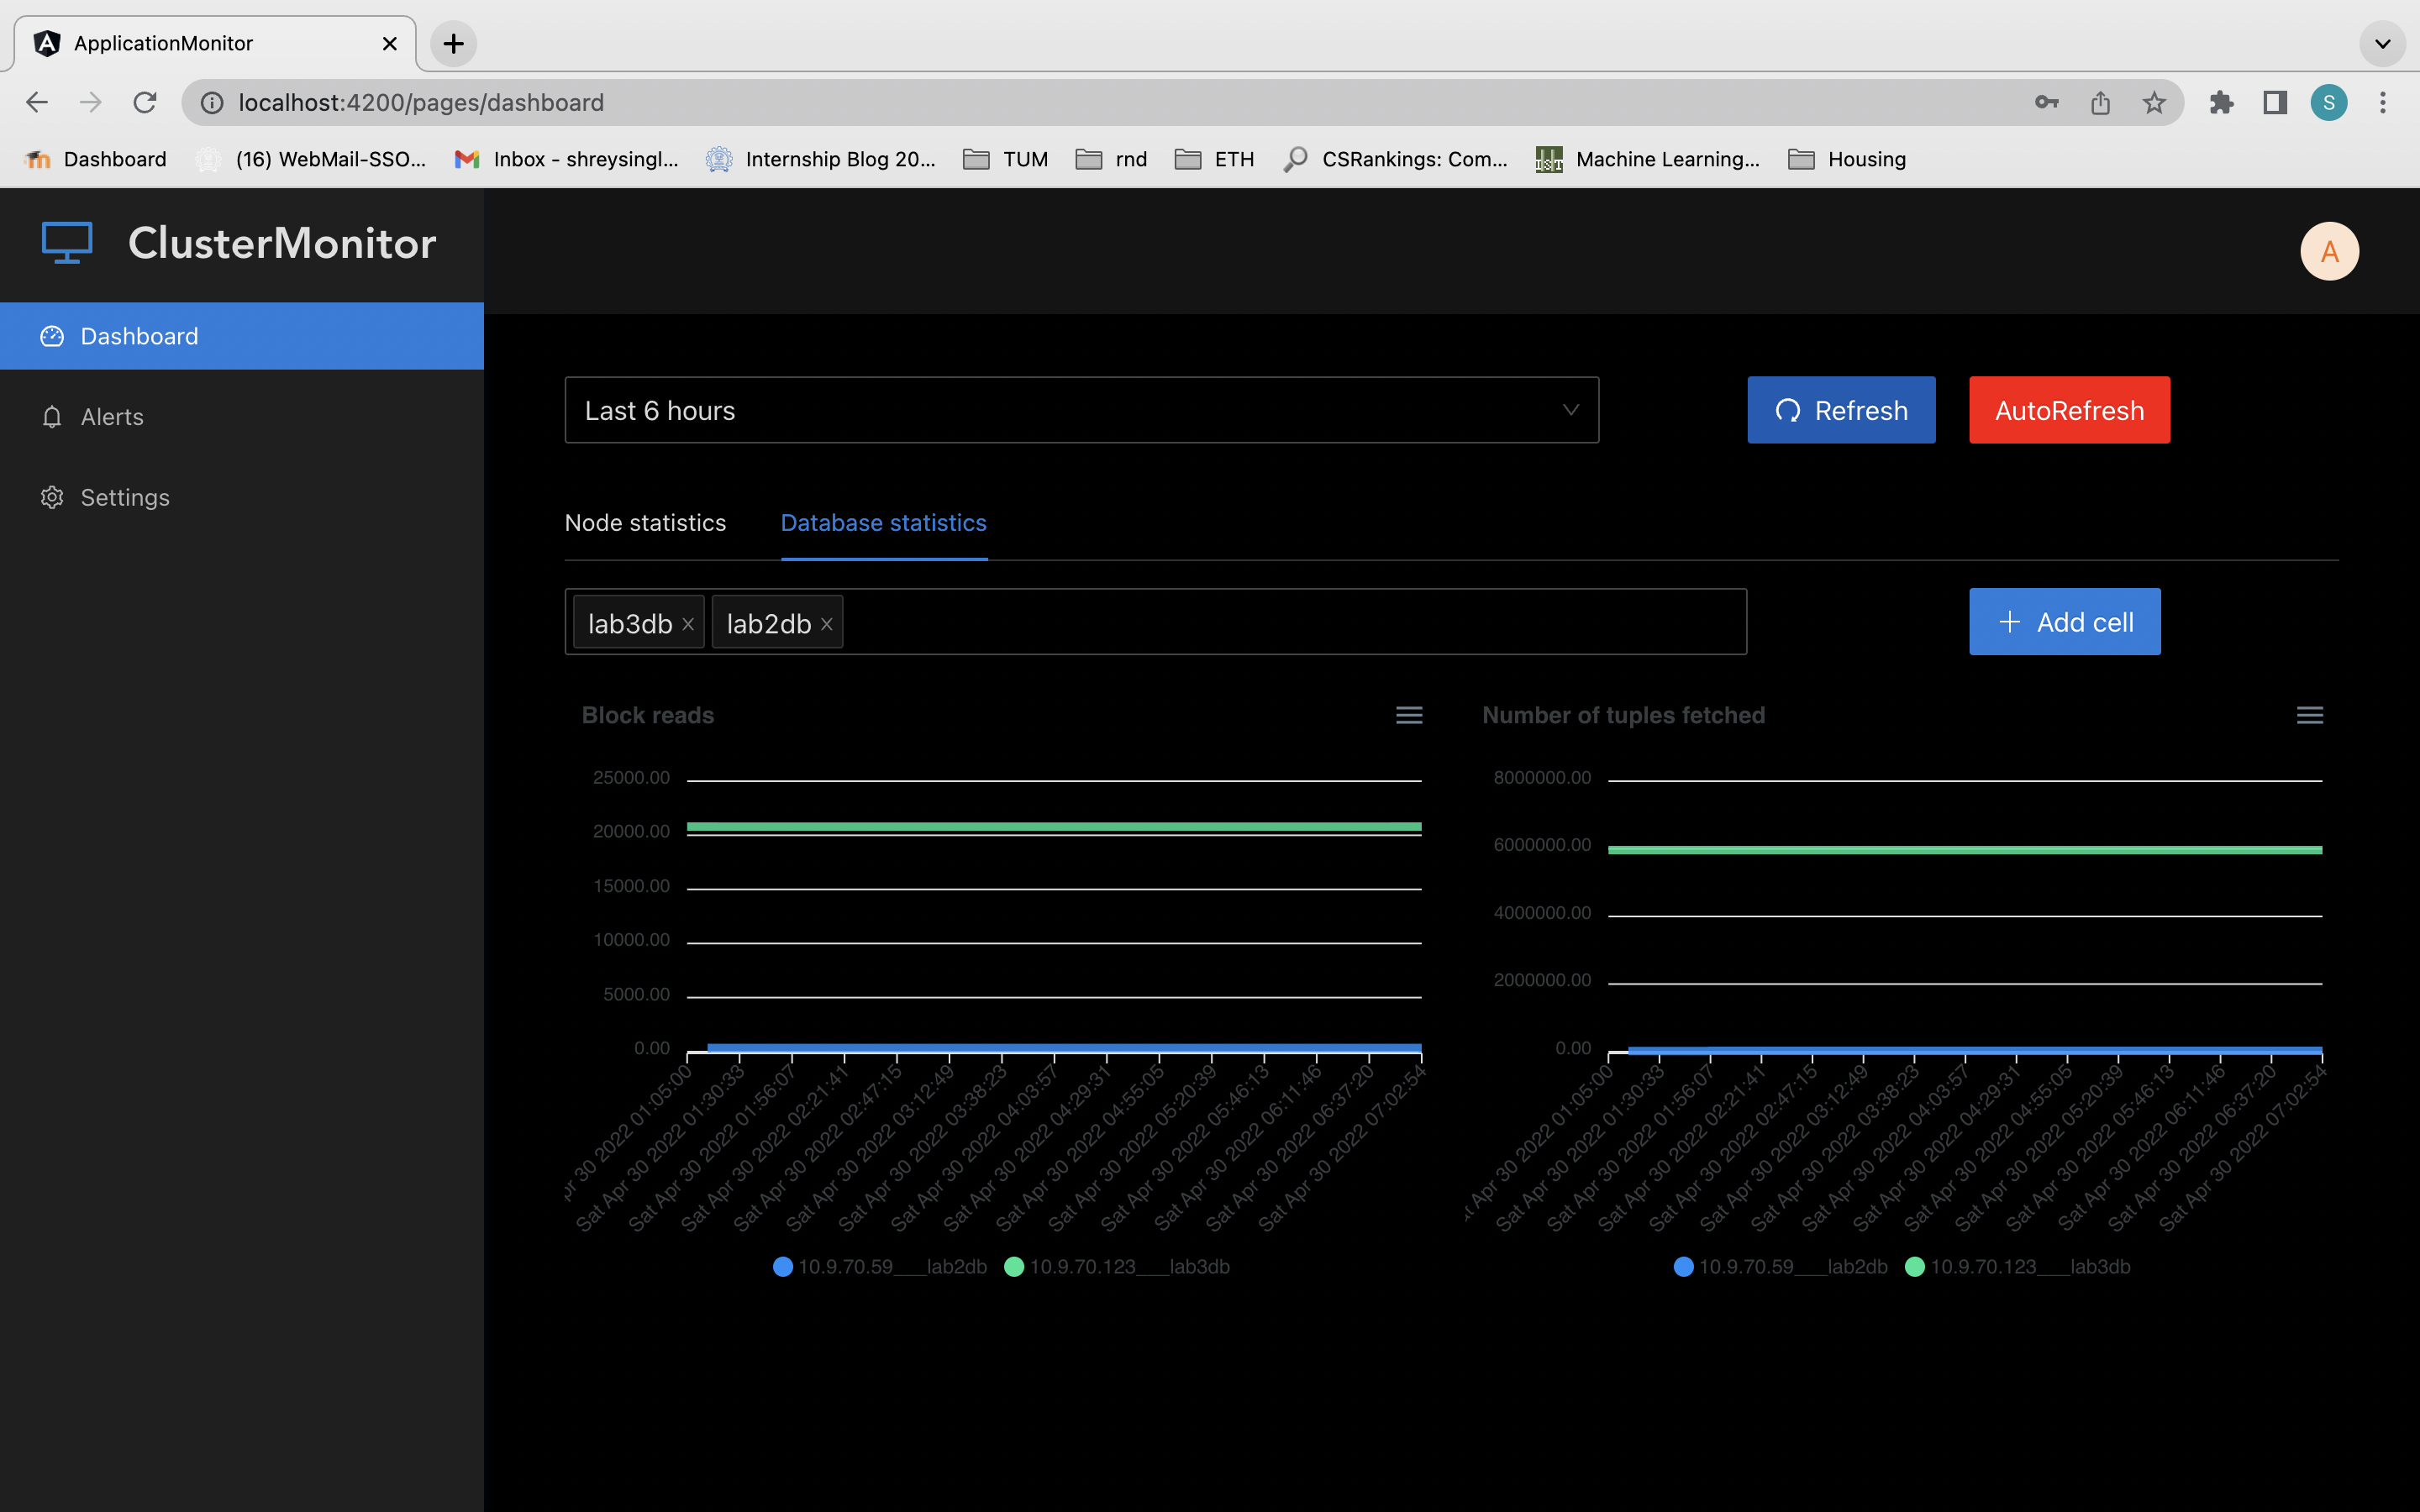 ApplicationMonitor
localhost:4200/pages/dashboard
S
Dashboard (16) WebMail-SSO... Inbox - shreysingl... Internship Blog 20... TUM rnd ETH CSRankings: Com... Machine Learning... Housing
ClusterMonitor
A
Dashboard
Alerts
Settings
Last 6 hours
Refresh
AutoRefresh
Node statistics Database statistics
lab3db lab2db
Add cell
Block reads
25000.00
20000.00
15000.00
10000.00
5000.00
0.00
pr 30 2022 01:05:00
Sat Apr 30 2022 01:30:33
Sat Apr 30 2022 01:56:07
Sat Apr 30 2022 02:21:41
Sat Apr 30 2022 02:47:15
Sat Apr 30 2022 03:12:49
Sat Apr 30 2022 03:38:23
Sat Apr 30 2022 04:03:57
Sat Apr 30 2022 04:29:31
Sat Apr 30 2022 04:55:05
Sat Apr 30 2022 05:20:39
Sat Apr 30 2022 05:46:13
Sat Apr 30 2022 06:11:46
Sat Apr 30 2022 06:37:20
Sat Apr 30 2022 07:02:54
10.9.70.59___lab2db 10.9.70.123___lab3db
Number of tuples fetched
8000000.00
6000000.00
4000000.00
2000000.00
0.00
Apr 30 2022 01:05:00
Sat Apr 30 2022 01:30:33
Sat Apr 30 2022 01:56:07
Sat Apr 30 2022 02:21:41
Sat Apr 30 2022 02:47:15
Sat Apr 30 2022 03:12:49
Sat Apr 30 2022 03:38:23
Sat Apr 30 2022 04:03:57
Sat Apr 30 2022 04:29:31
Sat Apr 30 2022 04:55:05
Sat Apr 30 2022 05:20:39
Sat Apr 30 2022 05:46:13
Sat Apr 30 2022 06:11:46
Sat Apr 30 2022 06:37:20
Sat Apr 30 2022 07:02:54
10.9.70.59___lab2db 10.9.70.123___lab3db